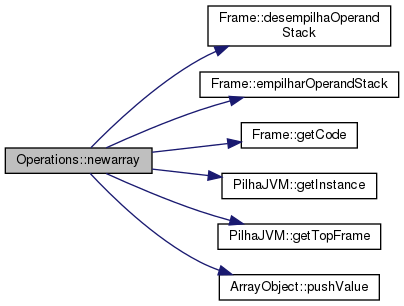 Frame::desempilhaOperand
Stack
Frame::empilharOperandStack
Frame::getCode
Operations::newarray
PilhaJVM::getInstance
PilhaJVM::getTopFrame
ArrayObject::pushValue